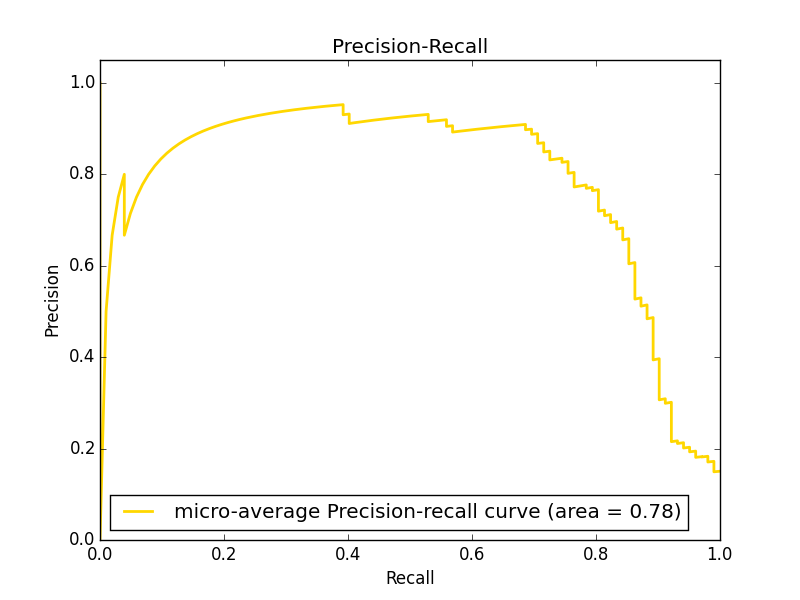 Precision-Recall
1.0
0.8
0.6
0.4
0.2
0.0
Precision
micro-average Precision-recall curve (area = 0.78)
0.0 0.2 0.4 0.6 0.8 1.0
Recall